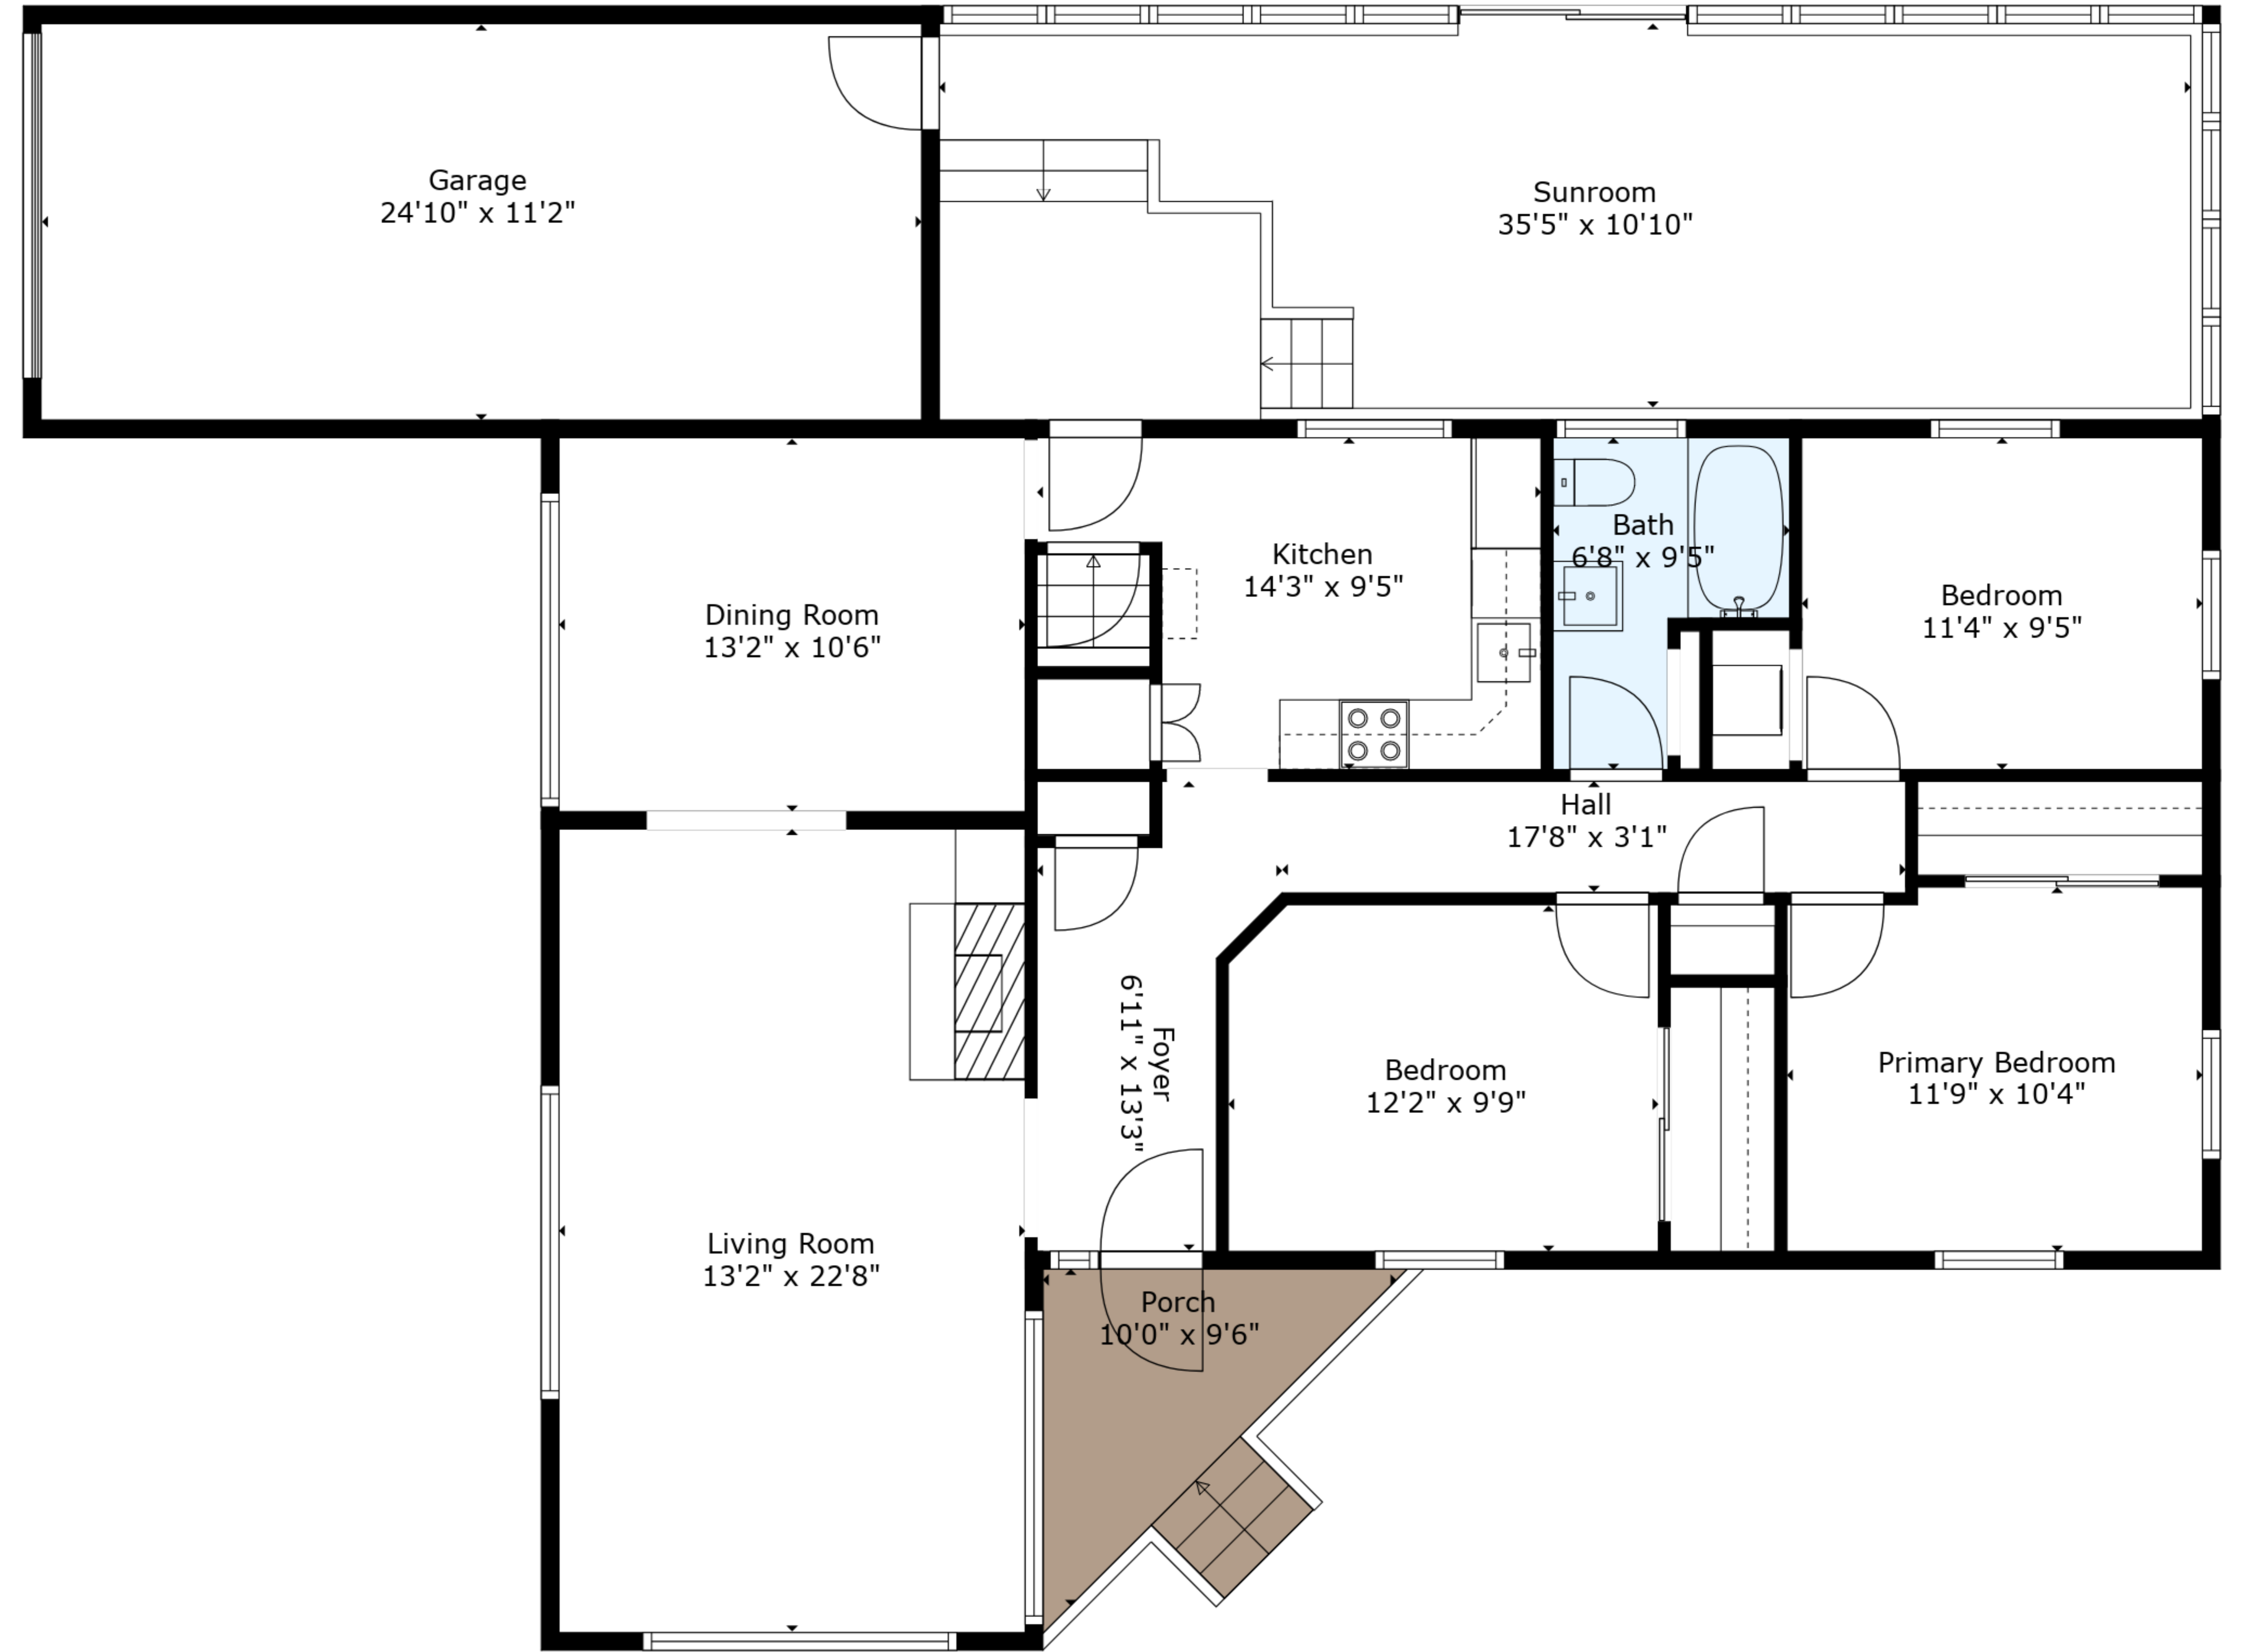 Garage
24'10" x 11'2"
Sunroom
35'5" x 10'10"
Dining Room
13'2" x 10'6"
Kitchen
14'3" x 9'5"
Bath
6'8" x 9'5"
Bedroom
11'4" x 9'5"
Hall
17'8" x 3'1"
Foyer
6'11" x 13'3"
Bedroom
12'2" x 9'9"
Primary Bedroom
11'9" x 10'4"
Living Room
13'2" x 22'8"
Porch
10'0" x 9'6"